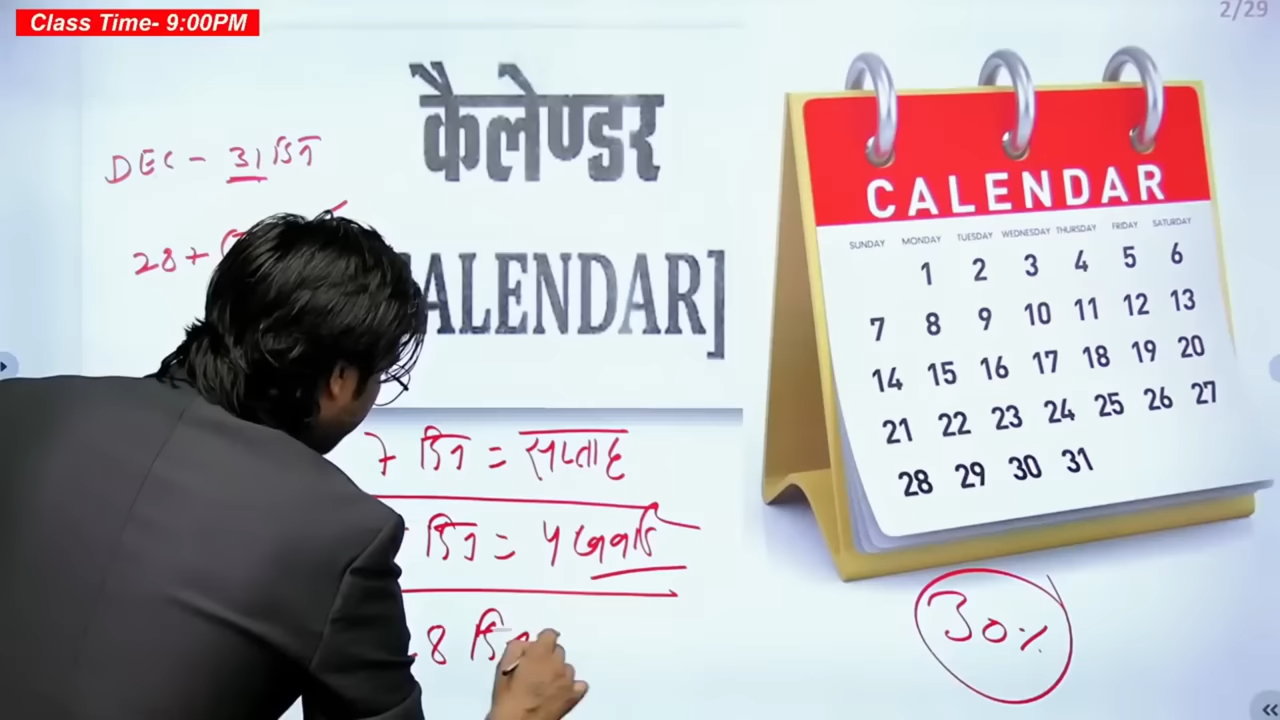 Class Time- 9:00PM
2/29
कैलेण्डर
ALENDAR]
DEC - 31 दिन
28+
7 दिन = सप्ताह
दिन =
8
CALENDAR
SUNDAY MONDAY TUESDAY WEDNESDAY THURSDAY FRIDAY SATURDAY
1 2 3 4 5 6
7 8 9 10 11 12 13
14 15 16 17 18 19 20
21 22 23 24 25 26 27
28 29 30 31
30%